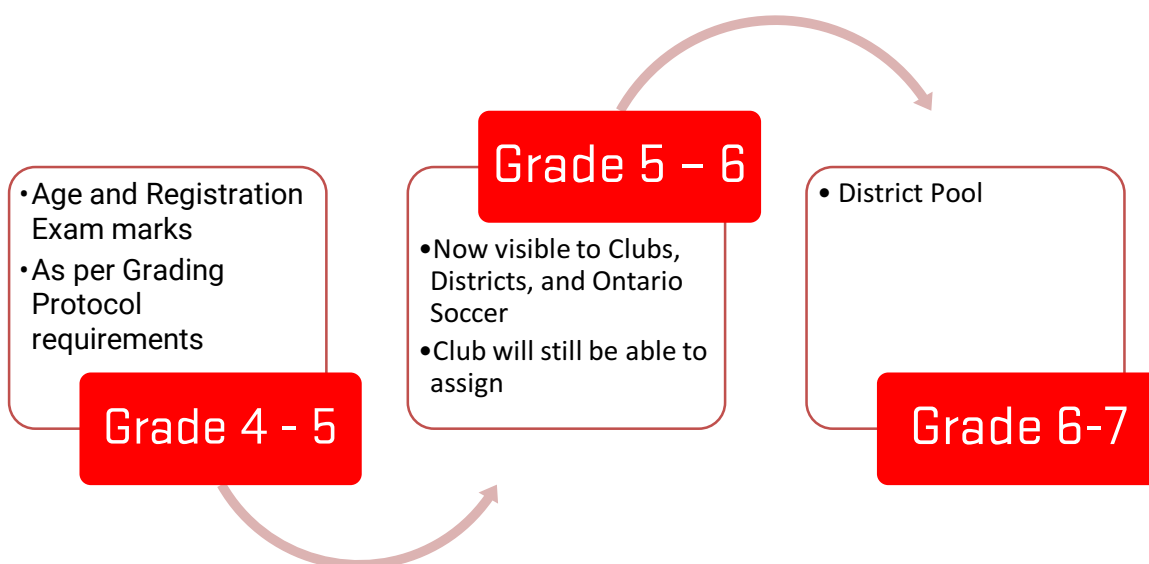 •Age and Registration
Exam marks
•As per Grading
Protocol
requirements
Grade 4 - 5
Grade 5 – 6
•Now visible to Clubs,
Districts, and Ontario
Soccer
•Club will still be able to
assign
• District Pool
Grade 6-7